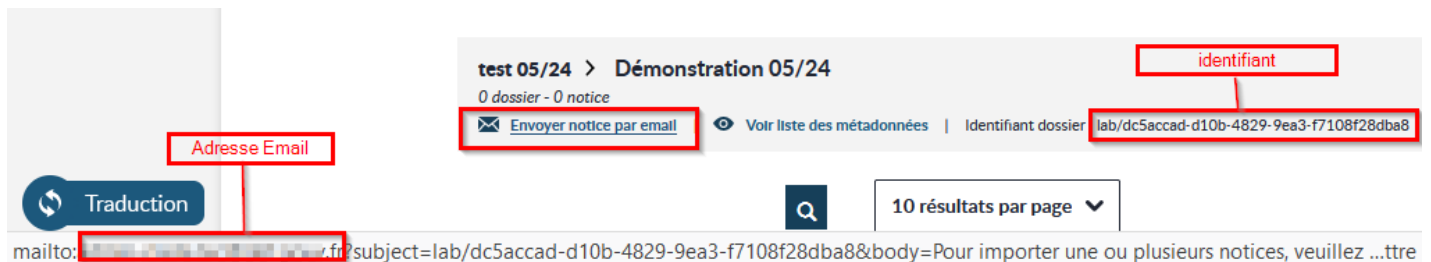 identifiant
test 05/24 > Démonstration 05/24
0 dossier - 0 notice
Envoyer notice par email Voir liste des métadonnées | Identifiant dossier lab/dc5accad-d10b-4829-9ea3-f7108f28dba8
Adresse Email
Traduction
10 résultats par page
mailto: .fr?subject=lab/dc5accad-d10b-4829-9ea3-f7108f28dba8&body=Pour importer une ou plusieurs notices, veuillez ...ttre